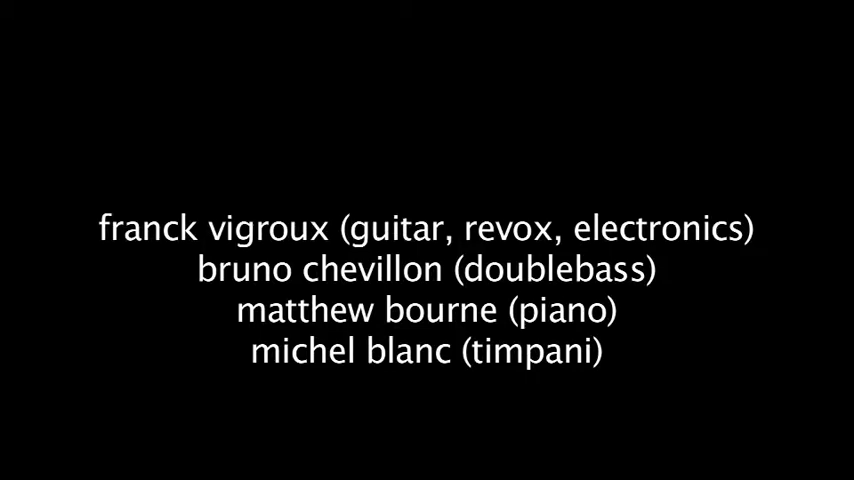 franck vigroux (guitar, revox, electronics)
bruno chevillon (doublebass)
matthew bourne (piano)
michel blanc (timpani)